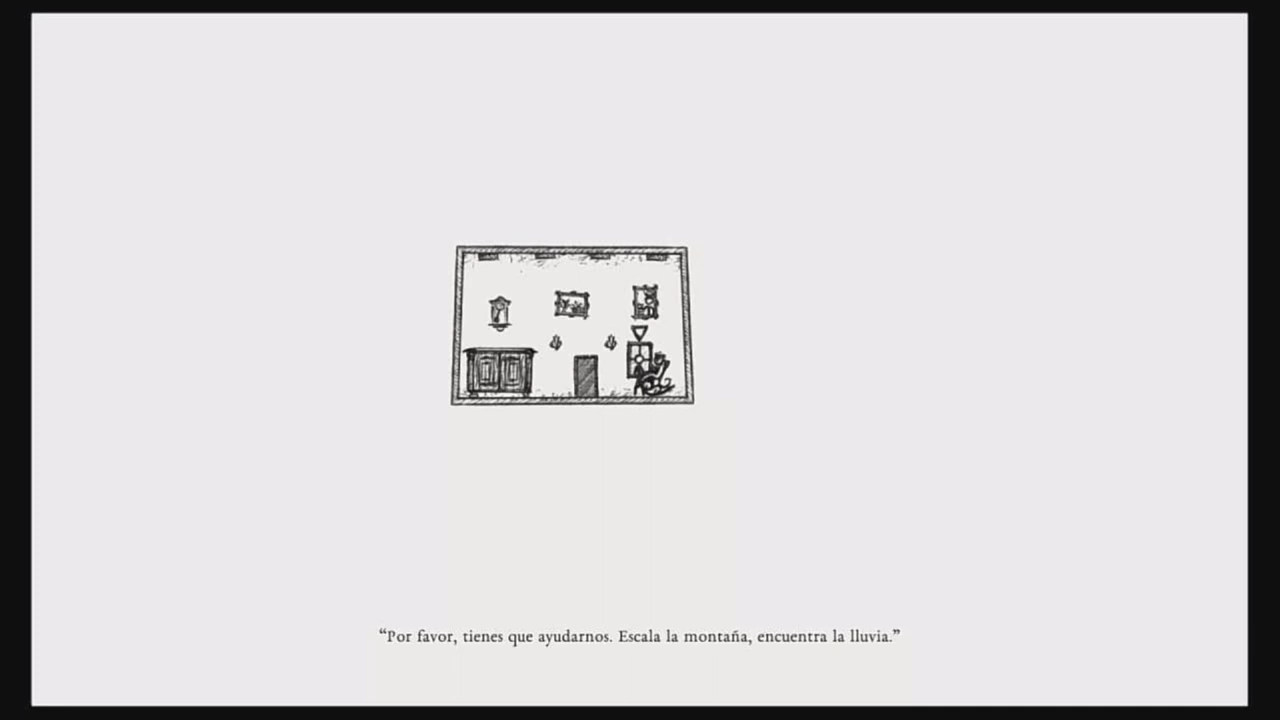 “Por favor, tienes que ayudarnos. Escala la montaña, encuentra la lluvia.”